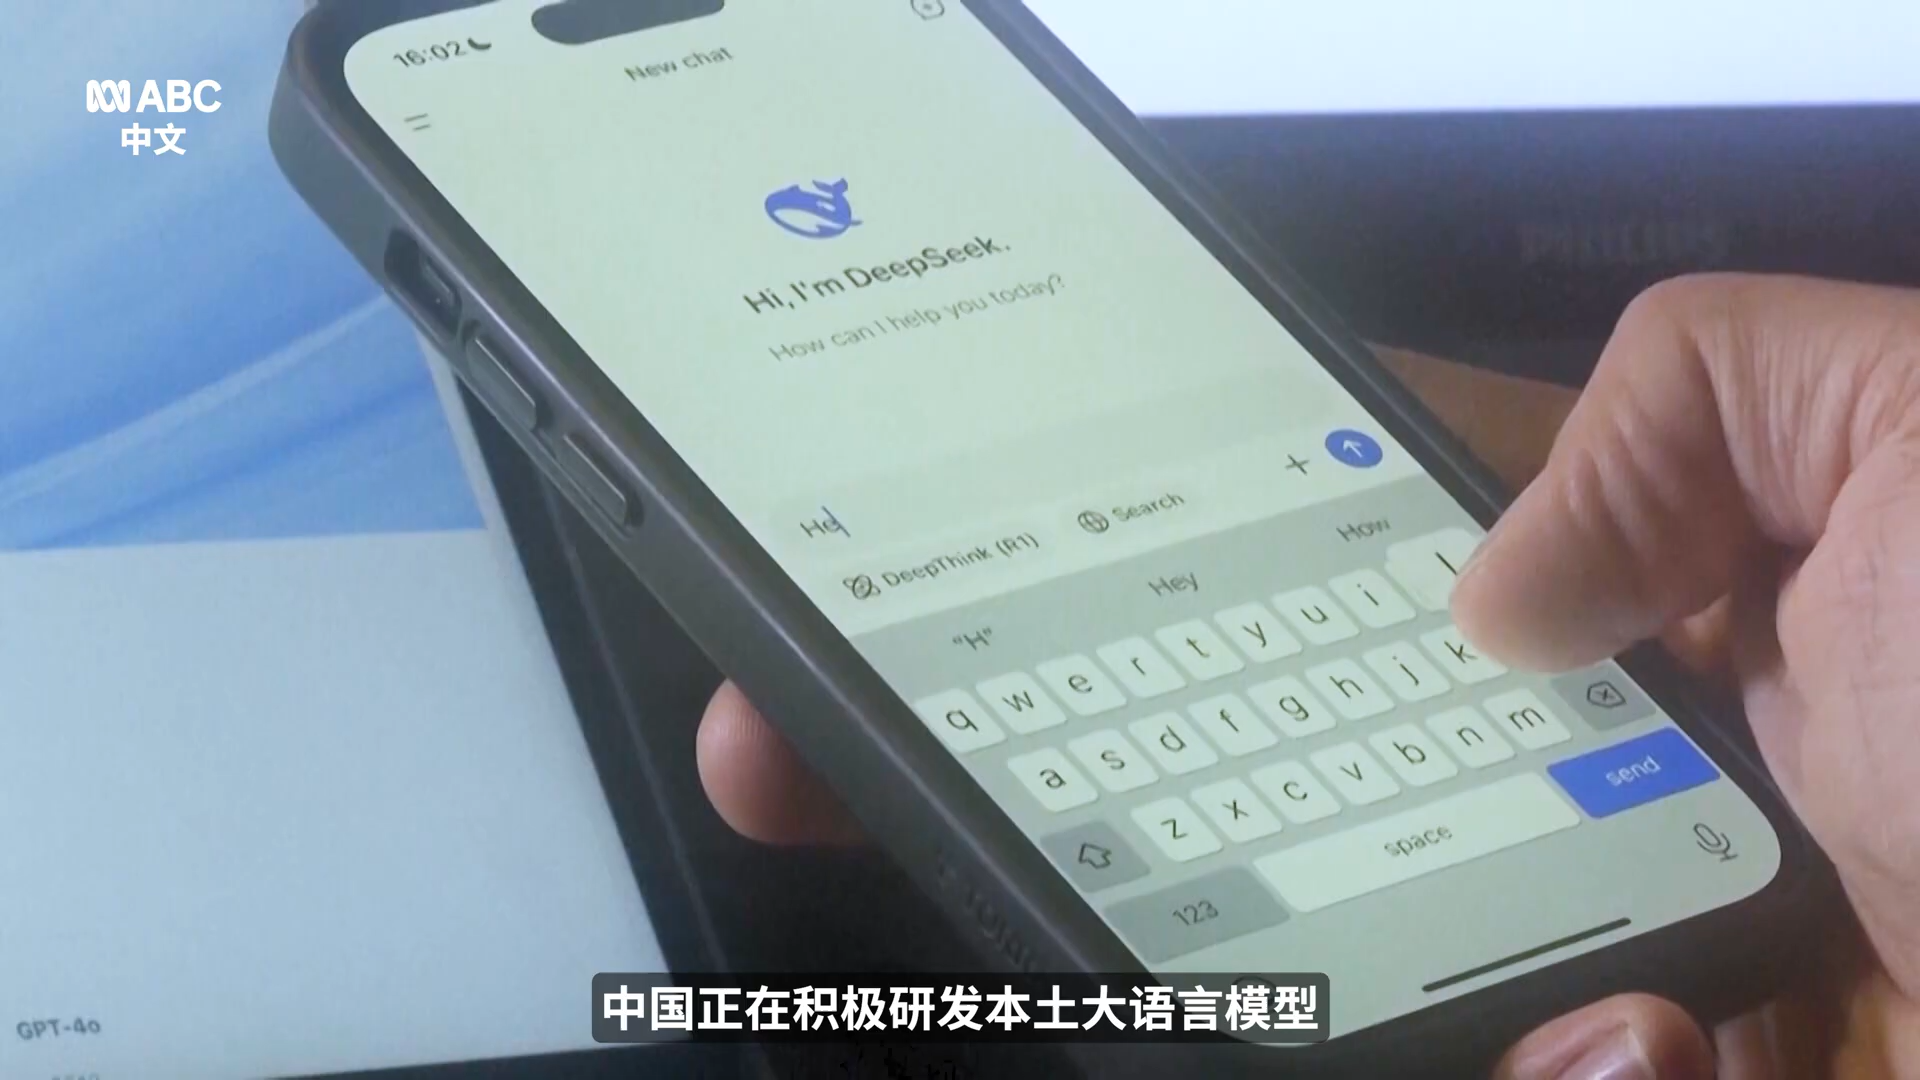 16:02
New chat
ABC
中文
Hi, I'm DeepSeek.
How can I help you today?
He
DeepThink (R1)
Search
"H"
Hey
How
q w e r t y u i
a s d f g h j k
z x c v b n m
123
space
send
GPT-4o
中国正在积极研发本土大语言模型